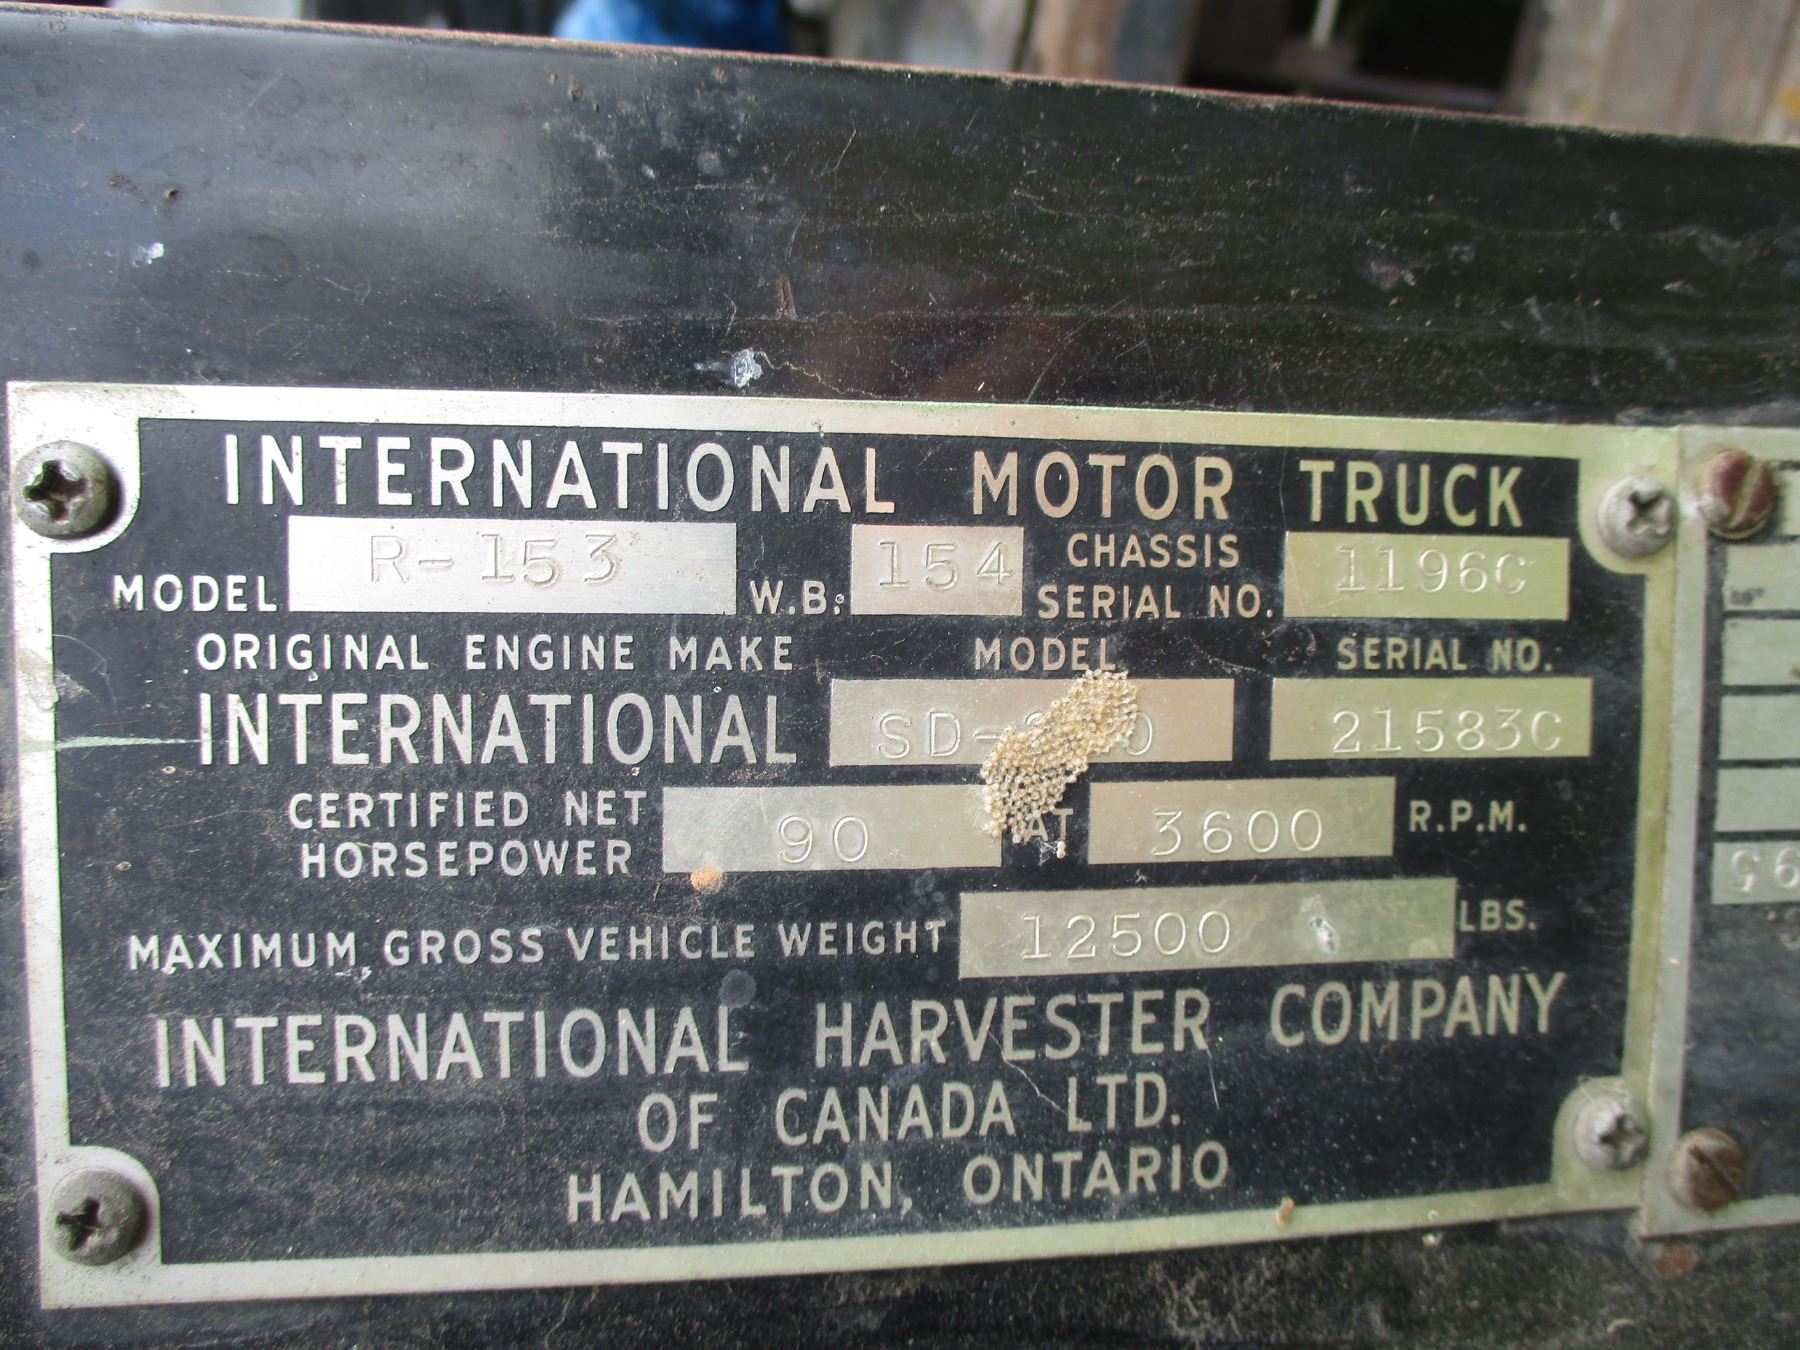 INTERNATIONAL MOTOR TRUCK
MODEL R-153 W.B. 154 CHASSIS SERIAL NO. 1196C
ORIGINAL ENGINE MAKE MODEL SERIAL NO.
INTERNATIONAL 21583C
CERTIFIED NET HORSEPOWER 90 AT 3600 R.P.M.
MAXIMUM GROSS VEHICLE WEIGHT 12500 LBS.
INTERNATIONAL HARVESTER COMPANY
OF CANADA LTD.
HAMILTON, ONTARIO